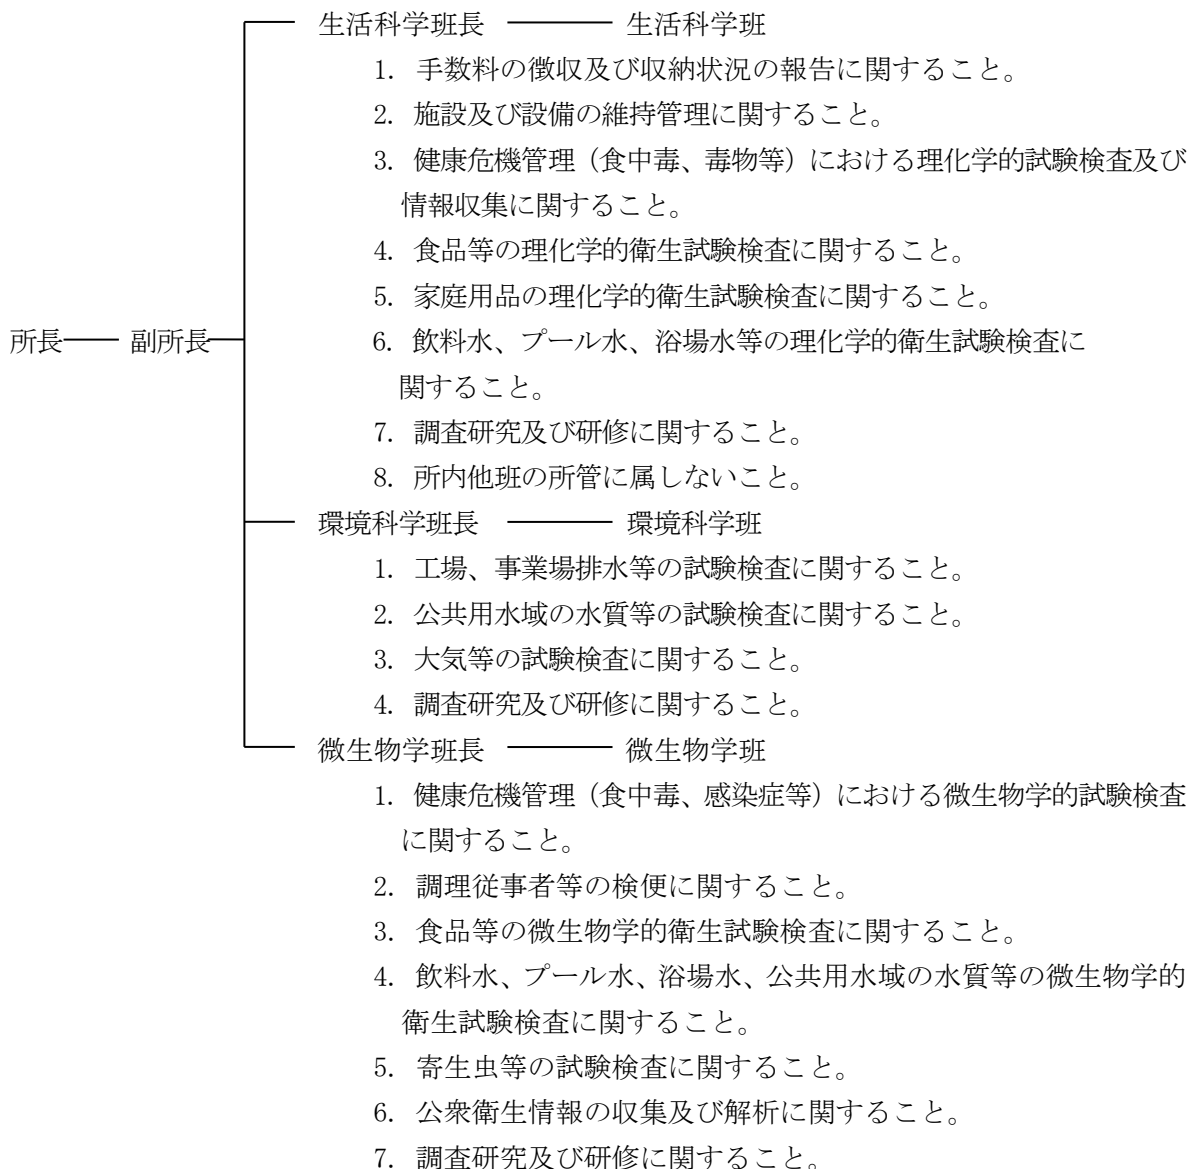 生活科学班長 生活科学班
1. 手数料の徴収及び収納状況の報告に関すること。
2. 施設及び設備の維持管理に関すること。
3. 健康危機管理（食中毒、毒物等）における理化学的試験検査及び
情報収集に関すること。
4. 食品等の理化学的衛生試験検査に関すること。
5. 家庭用品の理化学的衛生試験検査に関すること。
所長 副所長 6. 飲料水、プール水、浴場水等の理化学的衛生試験検査に
関すること。
7. 調査研究及び研修に関すること。
8. 所内他班の所管に属しないこと。
環境科学班長 環境科学班
1. 工場、事業場排水等の試験検査に関すること。
2. 公共用水域の水質等の試験検査に関すること。
3. 大気等の試験検査に関すること。
4. 調査研究及び研修に関すること。
微生物学班長 微生物学班
1. 健康危機管理（食中毒、感染症等）における微生物学的試験検査
に関すること。
2. 調理従事者等の検便に関すること。
3. 食品等の微生物学的衛生試験検査に関すること。
4. 飲料水、プール水、浴場水、公共用水域の水質等の微生物学的
衛生試験検査に関すること。
5. 寄生虫等の試験検査に関すること。
6. 公衆衛生情報の収集及び解析に関すること。
7. 調査研究及び研修に関すること。